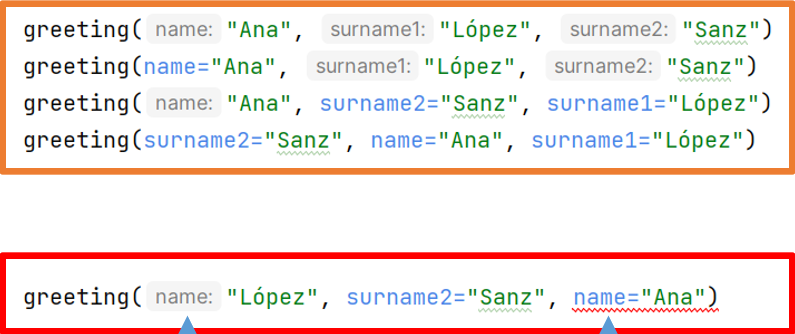 greeting( name: "Ana", surname1: "López", surname2: "Sanz")
greeting(name="Ana", surname1: "López", surname2: "Sanz")
greeting( name: "Ana", surname2="Sanz", surname1="López")
greeting(surname2="Sanz", name="Ana", surname1="López")
greeting( name: "López", surname2="Sanz", name="Ana")